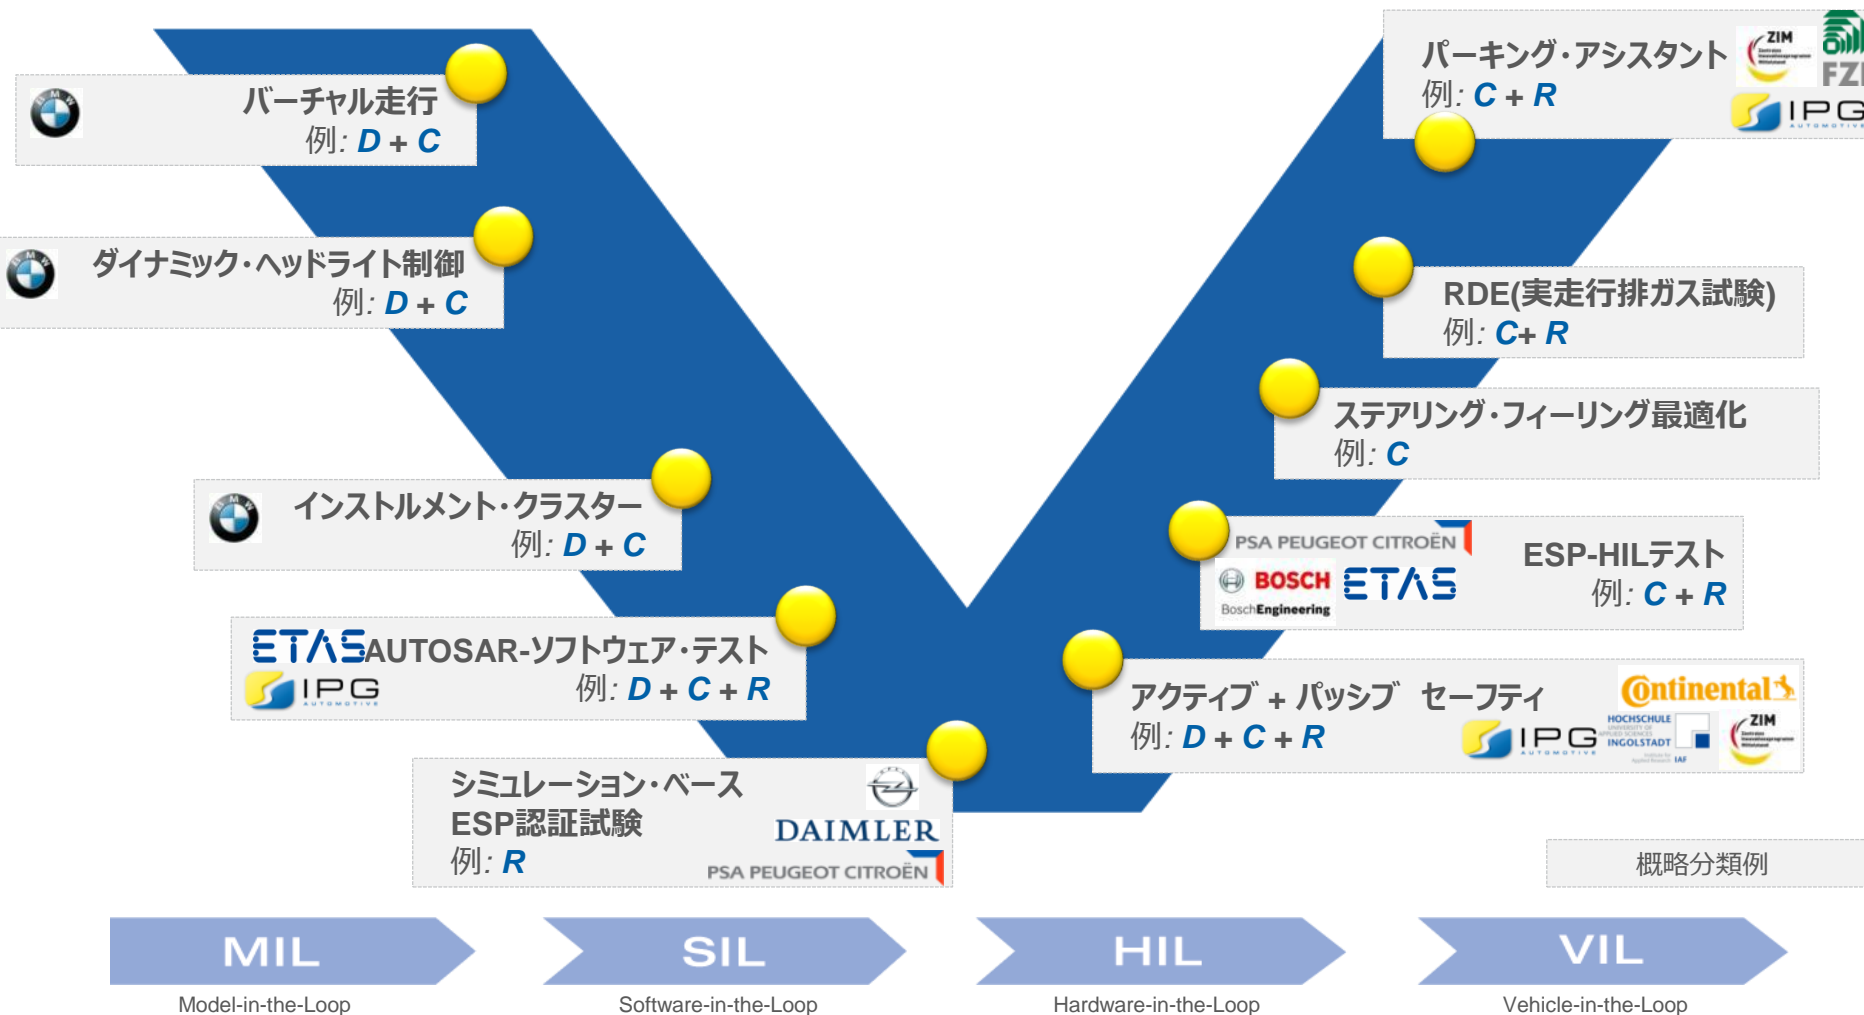 バーチャル走行
例: D + C
ダイナミック・ヘッドライト制御
例: D + C
インストルメント・クラスター
例: D + C
ETAS
AUTOSAR-ソフトウェア・テスト
IPG
AUTOMOTIVE
例: D + C + R
シミュレーション・ベース
ESP認証試験
例: R
DAIMLER
PSA PEUGEOT CITROËN
パーキング・アシスタント
例: C + R
ZIM
FZI
IPG
AUTOMOTIVE
RDE(実走行排ガス試験)
例: C+ R
ステアリング・フィーリング最適化
例: C
PSA PEUGEOT CITROËN
BOSCH
BoschEngineering
ETAS
ESP-HILテスト
例: C + R
アクティブ + パッシブ セーフティ
例: D + C + R
Continental
IPG
AUTOMOTIVE
HOCHSCHULE
UNIVERSITY OF
APPLIED SCIENCES
INGOLSTADT
IAF
ZIM
概略分類例
MIL
SIL
HIL
VIL
Model-in-the-Loop
Software-in-the-Loop
Hardware-in-the-Loop
Vehicle-in-the-Loop